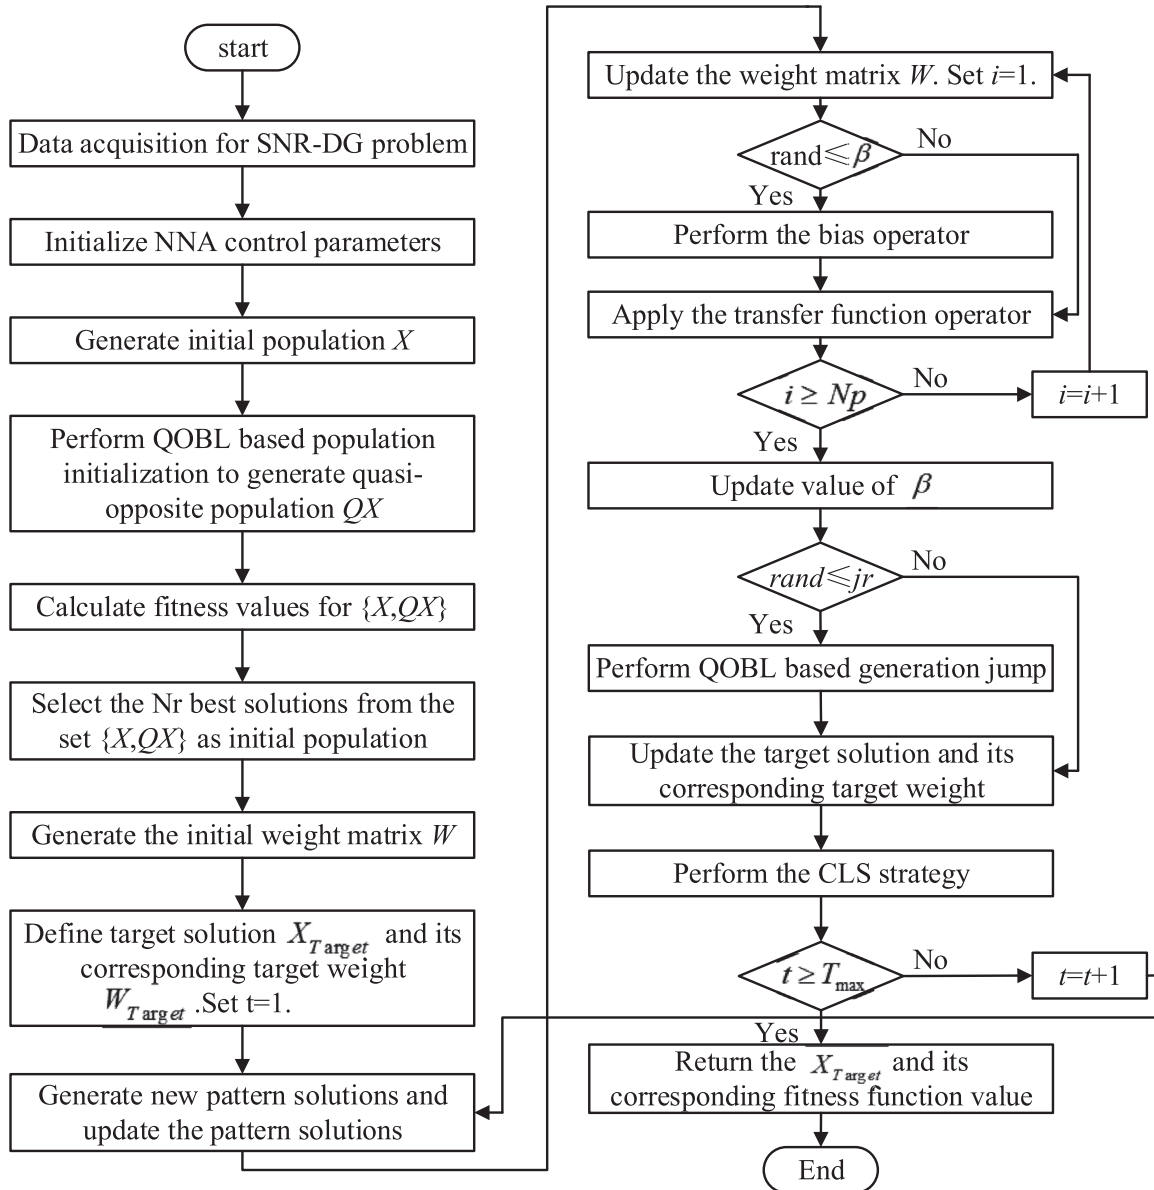 start
Data acquisition for SNR-DG problem
Initialize NNA control parameters
Generate initial population X
Perform QOBL based population
initialization to generate quasi-
opposite population QX
Calculate fitness values for {X,QX}
Select the Nr best solutions from the
set {X,QX} as initial population
Generate the initial weight matrix W
Define target solution X_Target and its
corresponding target weight
W_Target .Set t=1.
Generate new pattern solutions and
update the pattern solutions
Update the weight matrix W. Set i=1.
rand≤β
No
Yes
Perform the bias operator
Apply the transfer function operator
i ≥ Np
No
i=i+1
Yes
Update value of β
rand≤jr
No
Yes
Perform QOBL based generation jump
Update the target solution and its
corresponding target weight
Perform the CLS strategy
t ≥ T_max
No
t=t+1
Yes
Return the X_Target and its
corresponding fitness function value
End